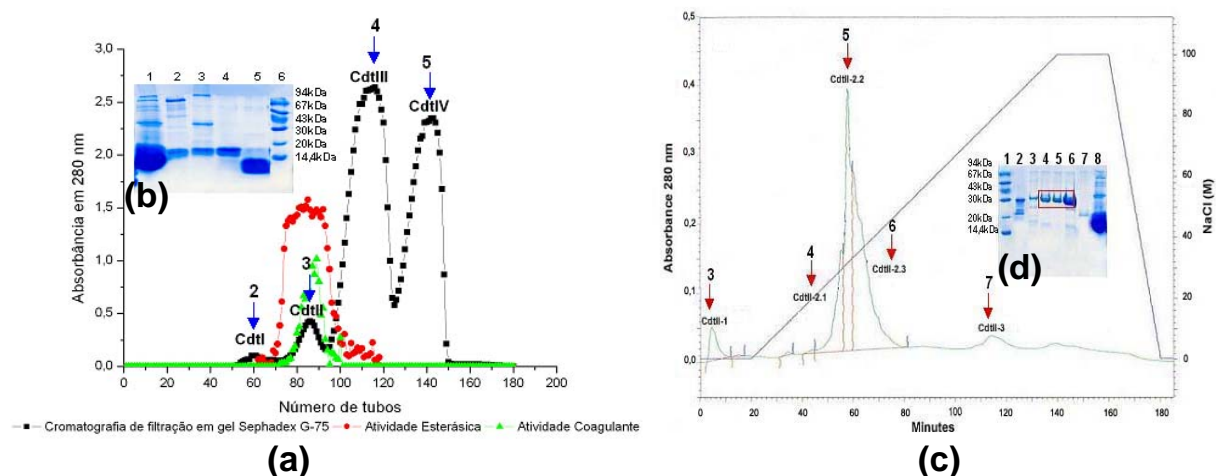 4
5
CdtIII
CdtIV
3,0
2,5
2,0
1,5
1,0
0,5
0,0
Absorbância em 280 nm
1 2 3 4 5 6
94kDa
67kDa
43kDa
30kDa
20kDa
14,4kDa
(b)
2
CdtI
3
CdtII
0 20 40 60 80 100 120 140 160 180 200
Número de tubos
Cromatografia de filtração em gel Sephadex G-75 Atividade Esterásica Atividade Coagulante
(a)
0,5
0,4
0,3
0,2
0,1
0,0
Absorbance 280 nm
5
CdtII-2.2
3
CdtII-1
4
CdtII-2.1
6
CdtII-2.3
7
CdtII-3
94kDa
67kDa
43kDa
30kDa
20kDa
14,4kDa
1 2 3 4 5 6 7 8
(d)
100
80
60
40
20
0
NaCl (M)
0 20 40 60 80 100 120 140 160 180
Minutes
(c)